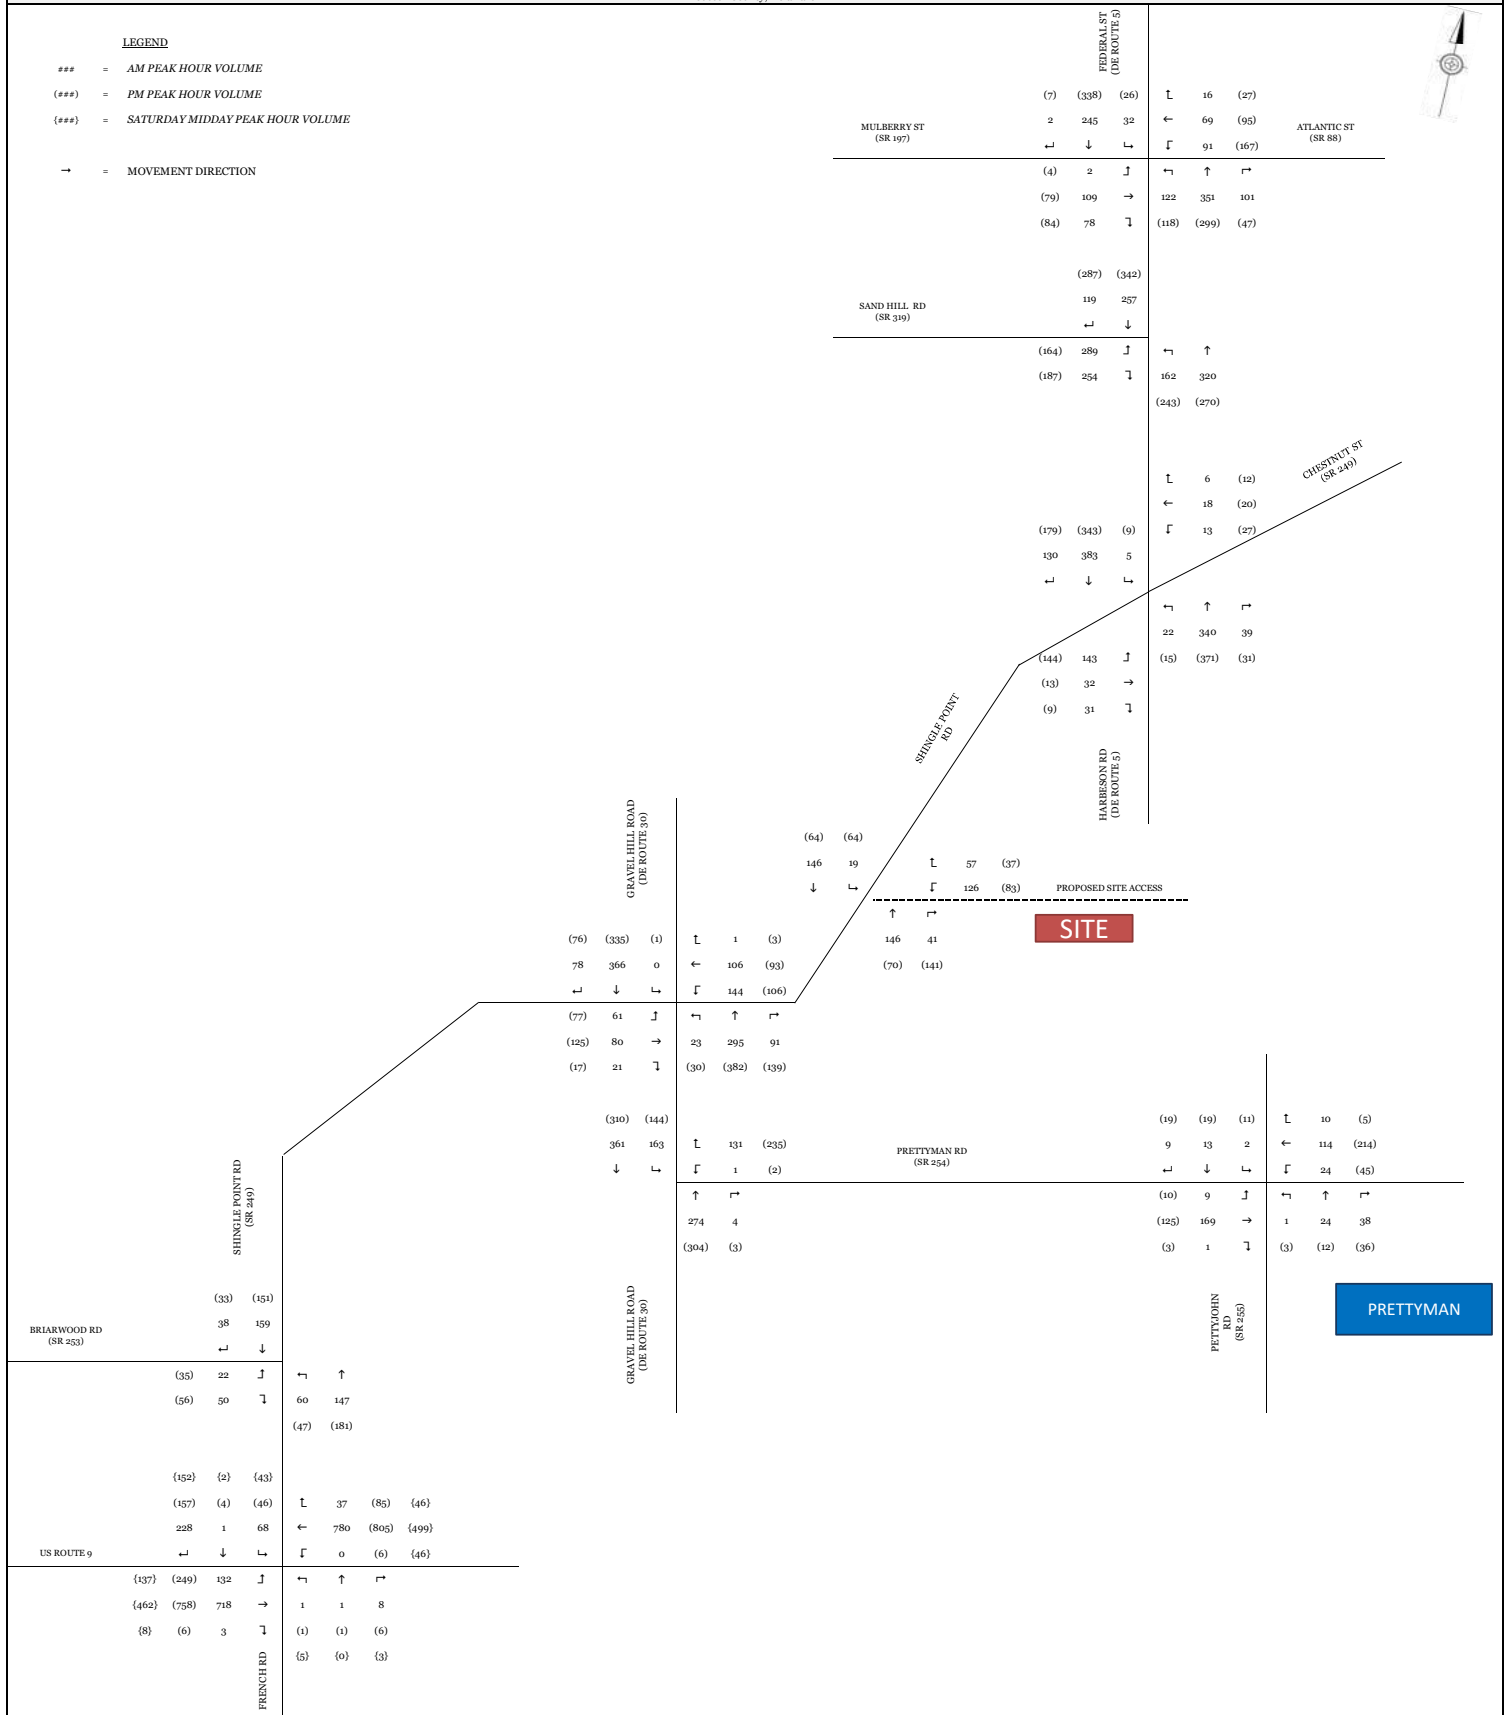 LEGEND
### = AM PEAK HOUR VOLUME
(###) = PM PEAK HOUR VOLUME
{###} = SATURDAY MIDDAY PEAK HOUR VOLUME
→ = MOVEMENT DIRECTION
FEDERAL ST
(DE ROUTE 5)
MULBERRY ST
(SR 197)
ATLANTIC ST
(SR 88)
(7) (338) (26) ↑ 16 (27)
2 245 32 ← 69 (95)
↵ ↓ ↳ ↓ 91 (167)
(4) 2 ↑ ↰ ↑ ↱
(79) 109 → 122 351 101
(84) 78 ↴ (118) (299) (47)
SAND HILL RD
(SR 319)
(287) (342)
119 257
↵ ↓
(164) 289 ↑ ↰ ↑
(187) 254 ↴ 162 320
(243) (270)
CHESTNUT ST
(SR 249)
↑ 6 (12)
← 18 (20)
(179) (343) (9) ↓ 13 (27)
130 383 5
↵ ↓ ↳
↰ ↑ ↱
22 340 39
(144) 143 ↑ (15) (371) (31)
(13) 32 →
(9) 31 ↴
SHINGLE POINT
RD
HARBESON RD
(DE ROUTE 5)
GRAVEL HILL ROAD
(DE ROUTE 30)
(64) (64)
146 19 ↑ 57 (37)
↓ ↳ ↓ 126 (83) PROPOSED SITE ACCESS
↑ ↱
146 41
(70) (141)
SITE
(76) (335) (1) ↑ 1 (3)
78 366 0 ← 106 (93)
↵ ↓ ↳ ↓ 144 (106)
(77) 61 ↑ ↰ ↑ ↱
(125) 80 → 23 295 91
(17) 21 ↴ (30) (382) (139)
(310) (144)
361 163 ↑ 131 (235)
↓ ↳ ↓ 1 (2)
↑ ↱
274 4
(304) (3)
PRETTYMAN RD
(SR 254)
(19) (19) (11) ↑ 10 (5)
9 13 2 ← 114 (214)
↵ ↓ ↳ ↓ 24 (45)
(10) 9 ↑ ↰ ↑ ↱
(125) 169 → 1 24 38
(3) 1 ↴ (3) (12) (36)
SHINGLE POINT RD
(SR 249)
GRAVEL HILL ROAD
(DE ROUTE 30)
PETTYJOHN
RD
(SR 255)
PRETTYMAN
BRIARWOOD RD
(SR 253)
(33) (151)
38 159
↵ ↓
(35) 22 ↑ ↰ ↑
(56) 50 ↴ 60 147
(47) (181)
US ROUTE 9
{152} {2} {43}
(157) (4) (46) ↑ 37 (85) {46}
228 1 68 ← 780 (805) {499}
↵ ↓ ↳ ↓ 0 (6) {46}
{137} (249) 132 ↑ ↰ ↑ ↱
{462} (758) 718 → 1 1 8
{8} (6) 3 ↴ (1) (1) (6)
{5} {0} {3}
FRENCH RD